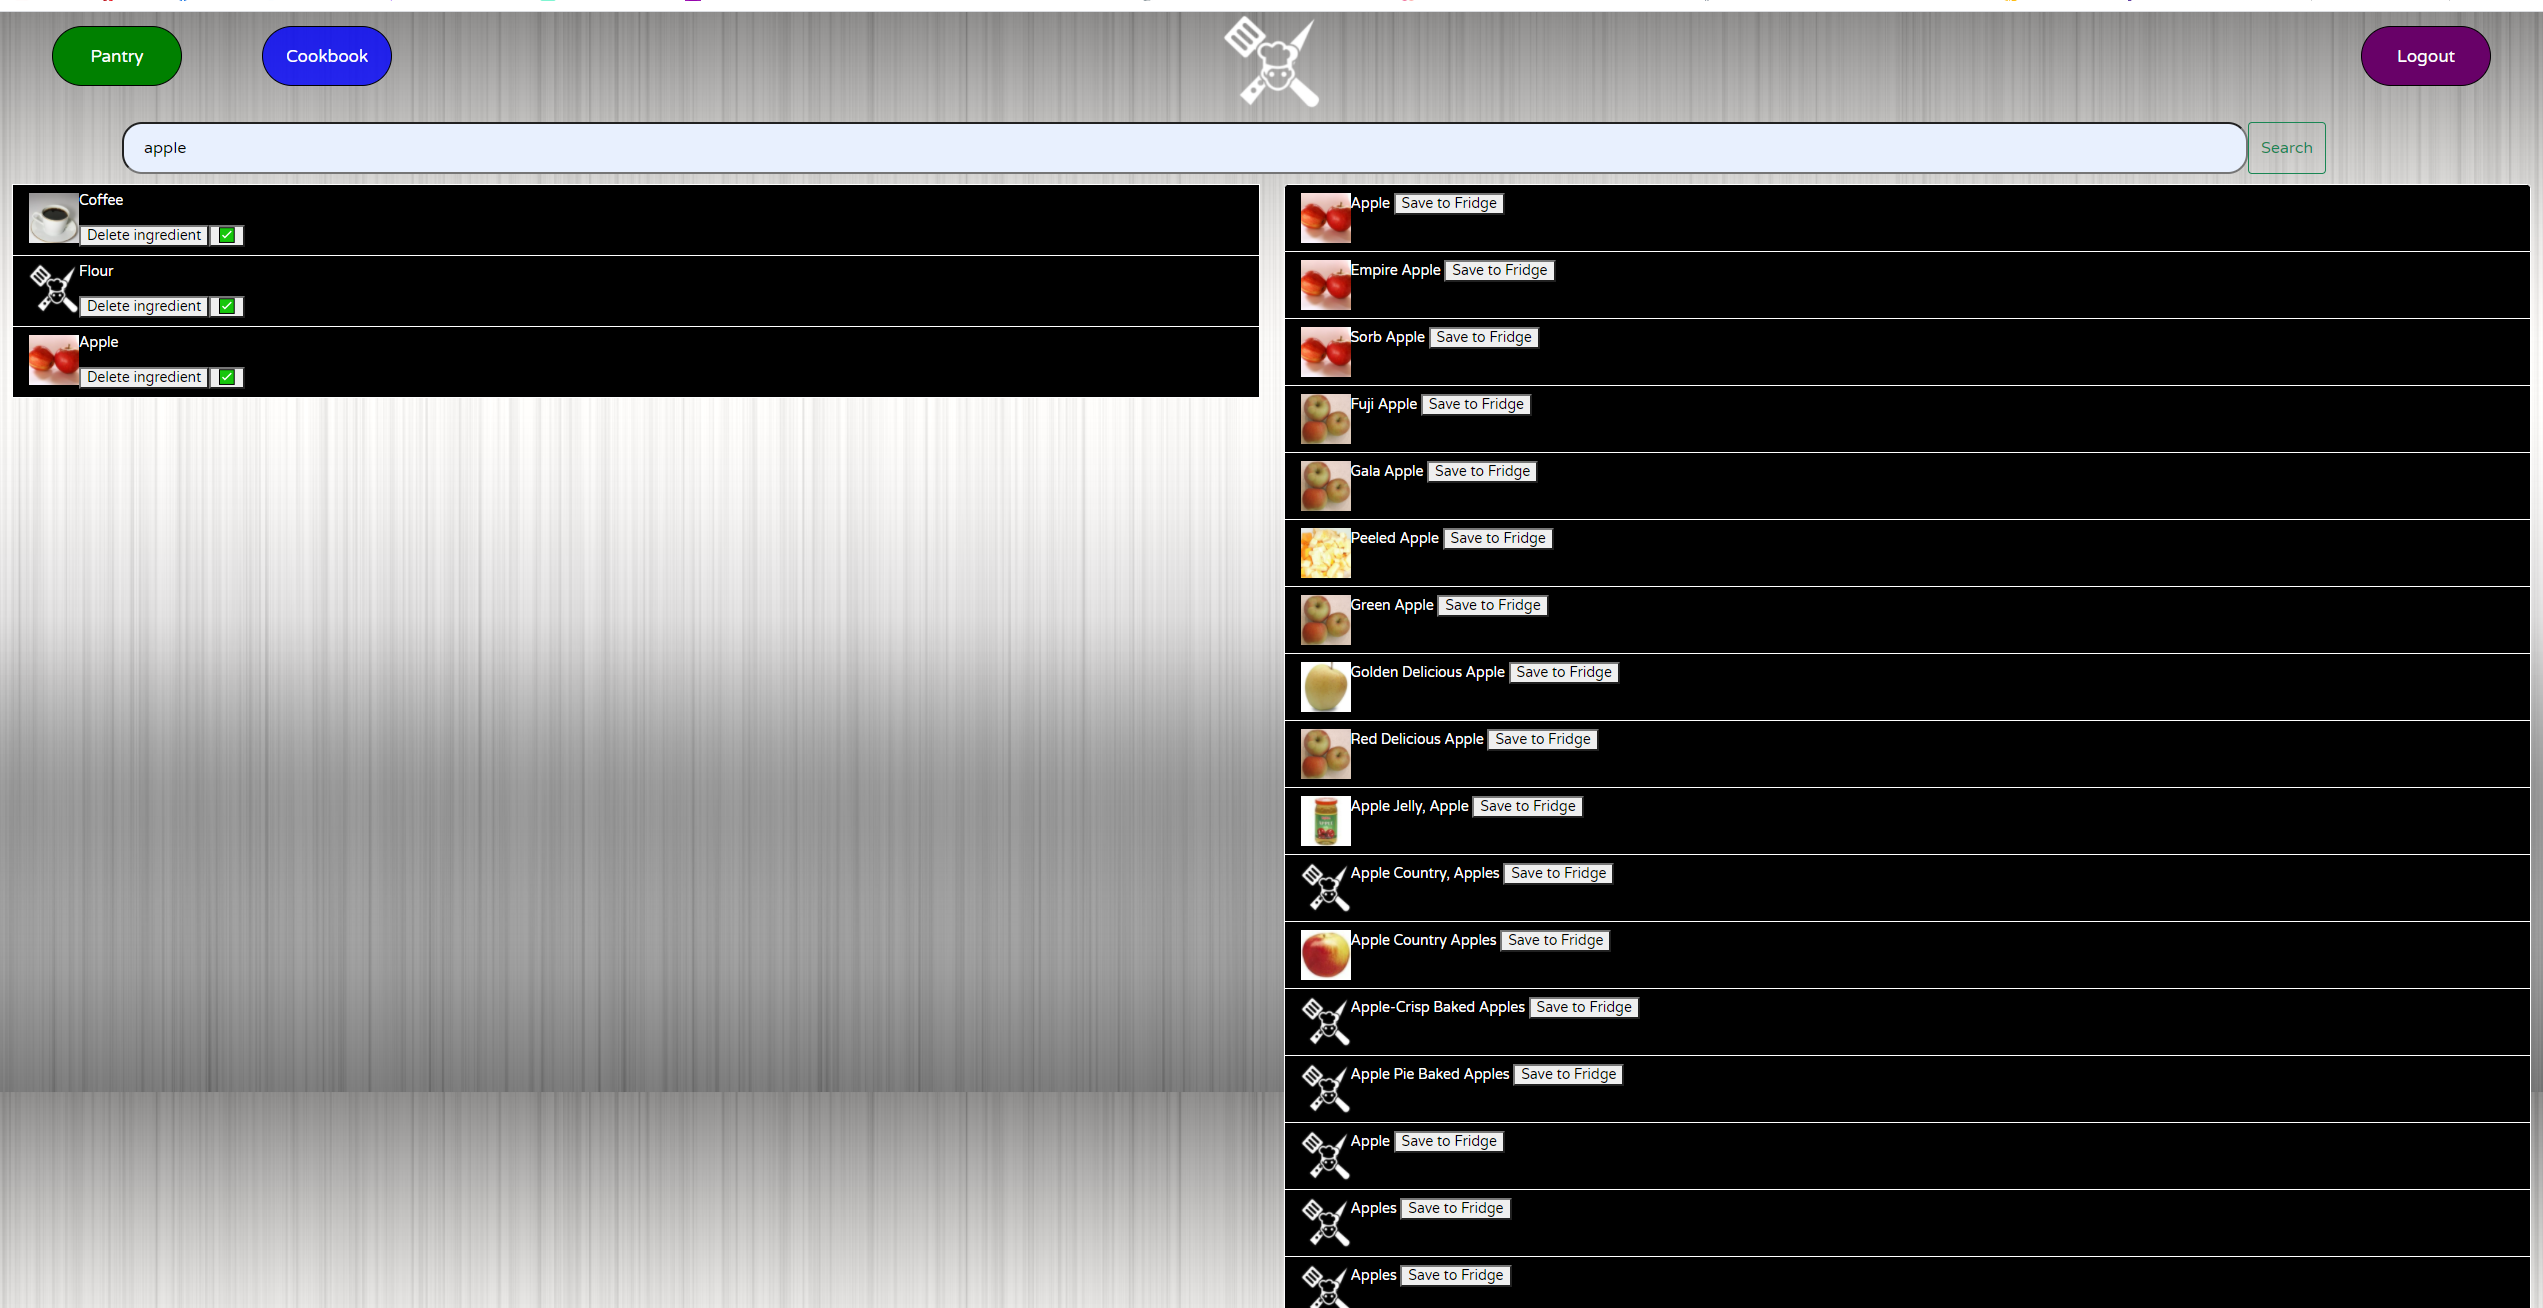 Pantry
Cookbook
Logout
apple
Search
Coffee
Delete ingredient ✅
Flour
Delete ingredient ✅
Apple
Delete ingredient ✅
Apple Save to Fridge
Empire Apple Save to Fridge
Sorb Apple Save to Fridge
Fuji Apple Save to Fridge
Gala Apple Save to Fridge
Peeled Apple Save to Fridge
Green Apple Save to Fridge
Golden Delicious Apple Save to Fridge
Red Delicious Apple Save to Fridge
Apple Jelly, Apple Save to Fridge
Apple Country, Apples Save to Fridge
Apple Country Apples Save to Fridge
Apple-Crisp Baked Apples Save to Fridge
Apple Pie Baked Apples Save to Fridge
Apple Save to Fridge
Apples Save to Fridge
Apples Save to Fridge